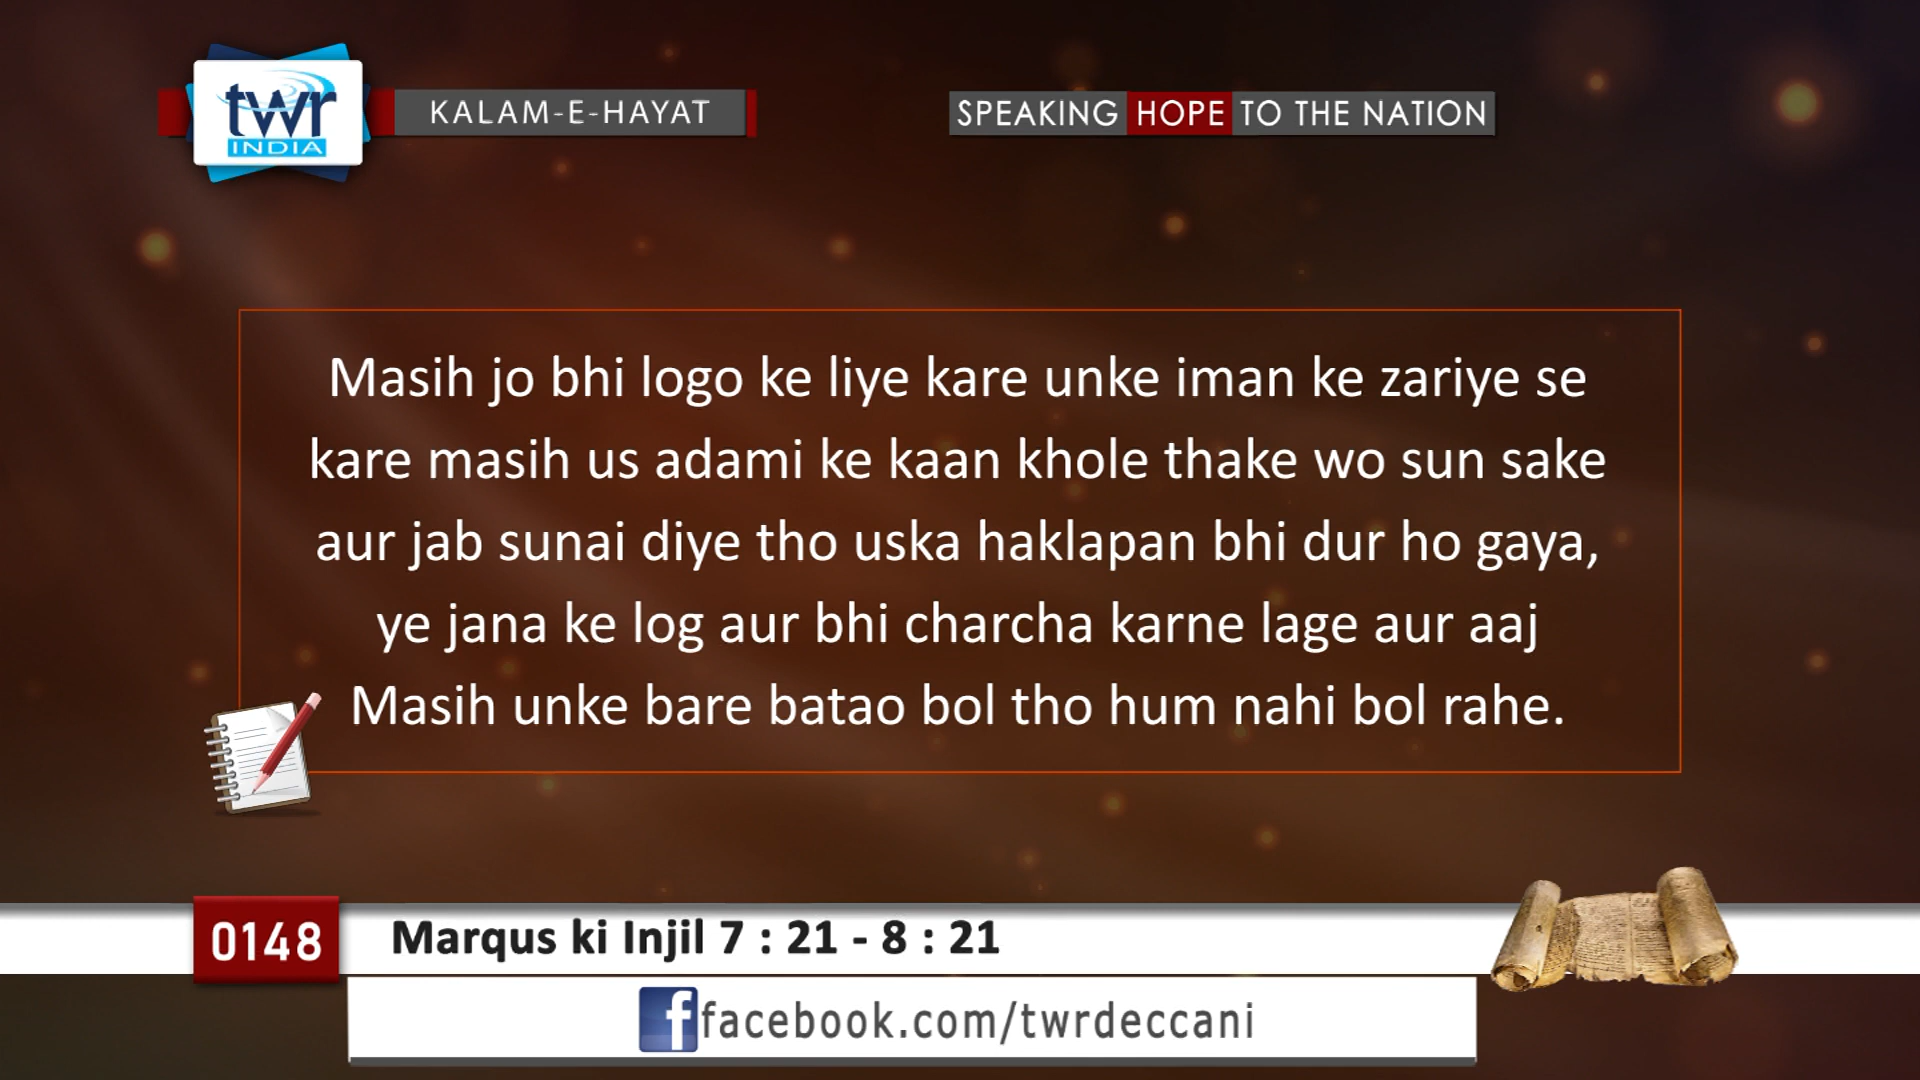 twr
INDIA
KALAM-E-HAYAT
SPEAKING HOPE TO THE NATION
Masih jo bhi logo ke liye kare unke iman ke zariye se
kare masih us adami ke kaan khole thake wo sun sake
aur jab sunai diye tho uska haklapan bhi dur ho gaya,
ye jana ke log aur bhi charcha karne lage aur aaj
Masih unke bare batao bol tho hum nahi bol rahe.
0148
Marqus ki Injil 7 : 21 - 8 : 21
facebook.com/twrdeccani